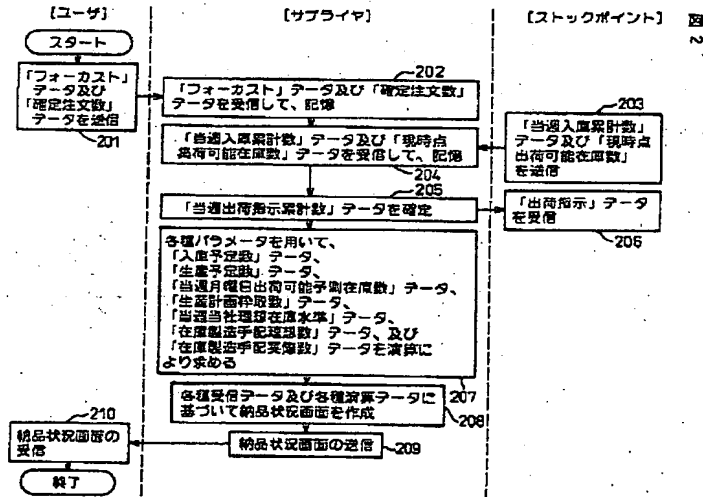 図2
[ユーザ]
[サプライヤ]
[ストックポイント]
スタート
「フォーカスト」
データ及び
「確定注文数」
データを送信
201
202
「フォーカスト」データ及び「確定注文数」
データを受信して、記憶
203
「当週入庫累計数」
データ及び「現時点
出荷可能在庫数」
を送信
「当週入庫累計数」データ及び「現時点
出荷可能在庫数」データを受信して、記憶
204
205
「当週出荷指示累計数」データを確定
「出荷指示」データ
を受信
206
各種パラメータを用いて、
「入庫予定数」データ、
「生産予定数」データ、
「当週月曜日出荷可能予測在庫数」データ、
「生産計画枠取数」データ、
「当週当社理想在庫水準」データ、
「在庫製造手配理想数」データ、及び
「在庫製造手配実際数」データを演算に
より求める
207
各種受信データ及び各種演算データに
基づいて納品状況画面を作成
208
納品状況画面の送信
209
210
納品状況画面の
受信
終了